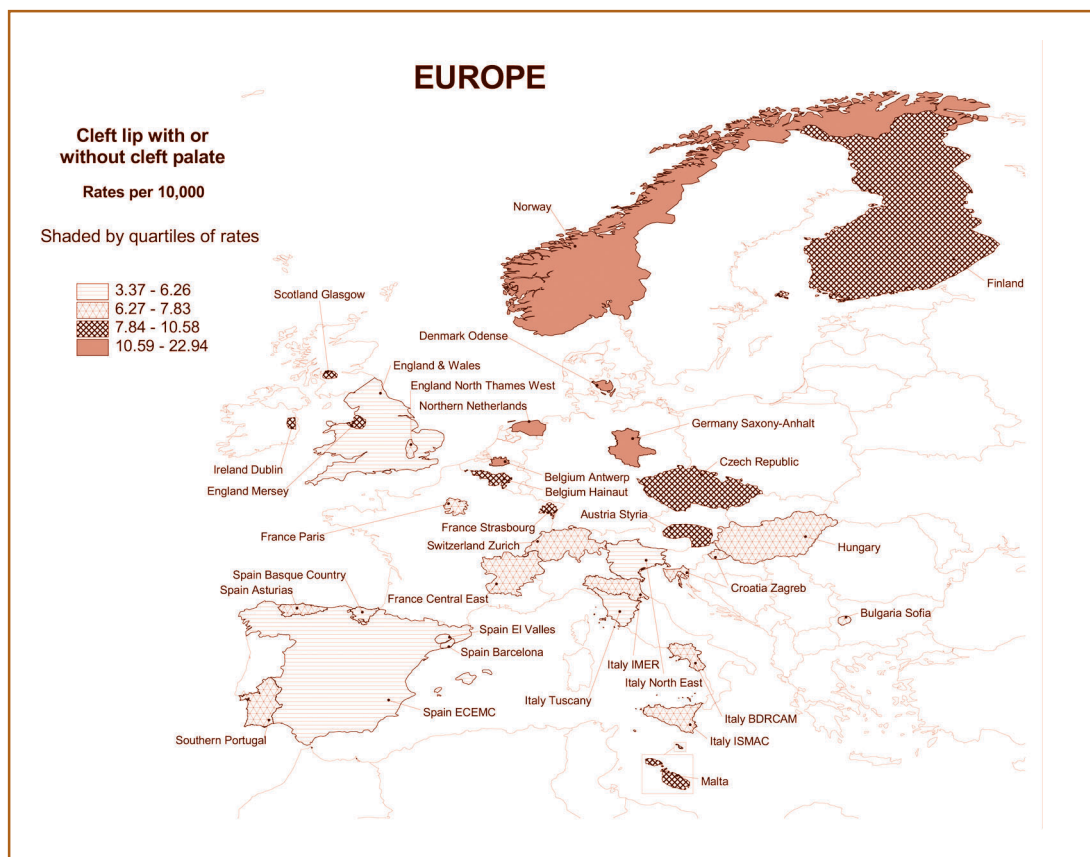 EUROPE
Cleft lip with or
without cleft palate
Rates per 10,000
Shaded by quartiles of rates
3.37 - 6.26
6.27 - 7.83
7.84 - 10.58
10.59 - 22.94
Norway
Finland
Scotland Glasgow
Denmark Odense
England & Wales
England North Thames West
Northern Netherlands
Germany Saxony-Anhalt
Ireland Dublin
England Mersey
Czech Republic
Belgium Antwerp
Belgium Hainaut
Austria Styria
France Paris
France Strasbourg
Switzerland Zurich
Hungary
Spain Basque Country
Spain Asturias
France Central East
Croatia Zagreb
Bulgaria Sofia
Spain El Valles
Spain Barcelona
Italy IMER
Italy North East
Italy Tuscany
Spain ECEMC
Italy BDRCAM
Southern Portugal
Italy ISMAC
Malta